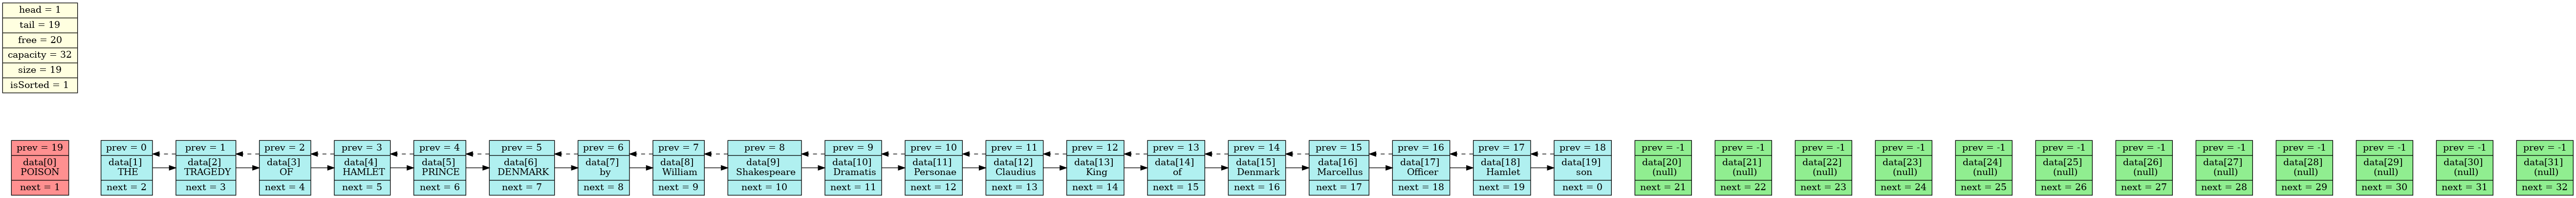 head = 1
tail = 19
free = 20
capacity = 32
size = 19
isSorted = 1
prev = 19
data[0]
POISON
next = 1
prev = 0
data[1]
THE
next = 2
prev = 1
data[2]
TRAGEDY
next = 3
prev = 2
data[3]
OF
next = 4
prev = 3
data[4]
HAMLET
next = 5
prev = 4
data[5]
PRINCE
next = 6
prev = 5
data[6]
DENMARK
next = 7
prev = 6
data[7]
by
next = 8
prev = 7
data[8]
William
next = 9
prev = 8
data[9]
Shakespeare
next = 10
prev = 9
data[10]
Dramatis
next = 11
prev = 10
data[11]
Personae
next = 12
prev = 11
data[12]
Claudius
next = 13
prev = 12
data[13]
King
next = 14
prev = 13
data[14]
of
next = 15
prev = 14
data[15]
Denmark
next = 16
prev = 15
data[16]
Marcellus
next = 17
prev = 16
data[17]
Officer
next = 18
prev = 17
data[18]
Hamlet
next = 19
prev = 18
data[19]
son
next = 0
prev = -1
data[20]
(null)
next = 21
prev = -1
data[21]
(null)
next = 22
prev = -1
data[22]
(null)
next = 23
prev = -1
data[23]
(null)
next = 24
prev = -1
data[24]
(null)
next = 25
prev = -1
data[25]
(null)
next = 26
prev = -1
data[26]
(null)
next = 27
prev = -1
data[27]
(null)
next = 28
prev = -1
data[28]
(null)
next = 29
prev = -1
data[29]
(null)
next = 30
prev = -1
data[30]
(null)
next = 31
prev = -1
data[31]
(null)
next = 32